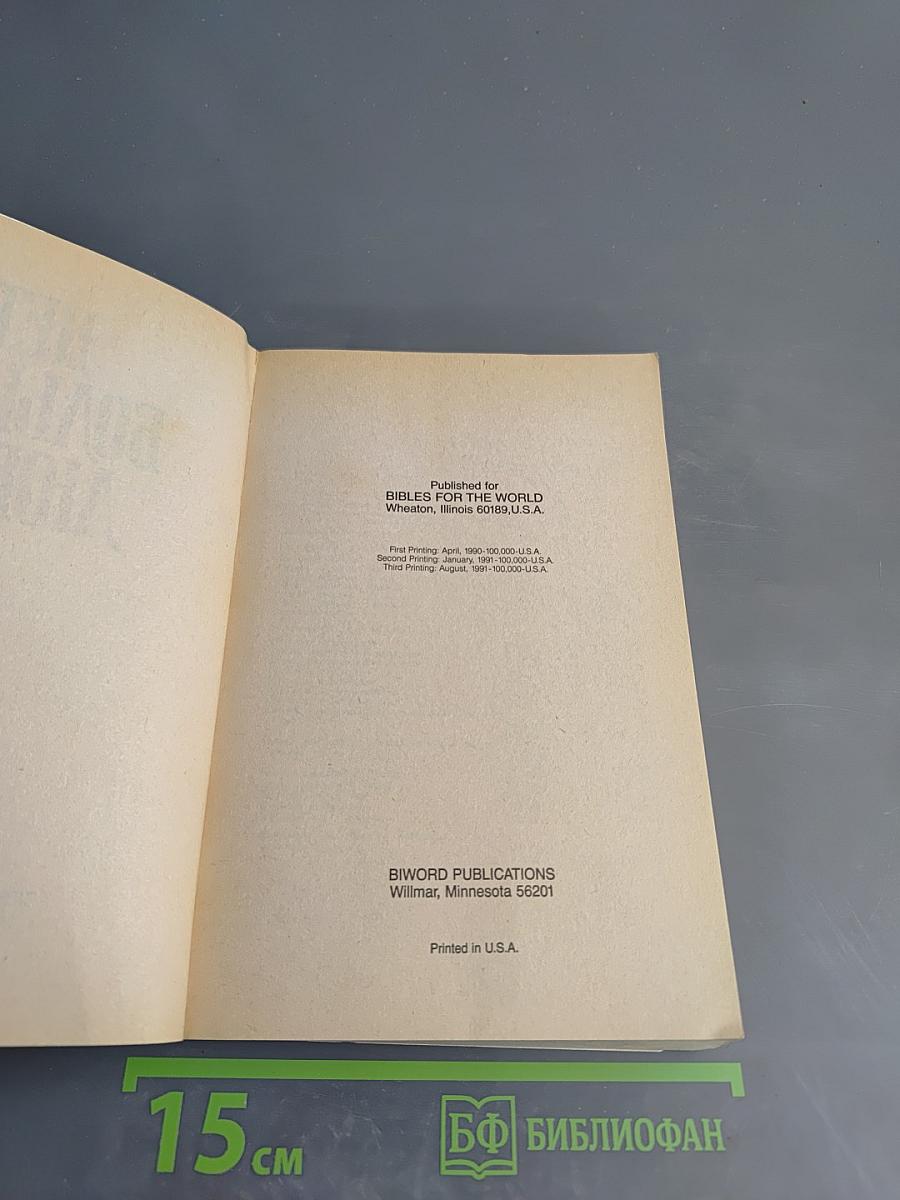 Published for
BIBLES FOR THE WORLD
Wheaton, Illinois 60189,U.S.A.
First Printing: April, 1990-100,000-U.S.A.
Second Printing: January, 1991-100,000-U.S.A.
Third Printing: August, 1991-100,000-U.S.A.
BIWORD PUBLICATIONS
Willmar, Minnesota 56201
Printed in U.S.A.
15 см
БФ БИБЛИОФАН